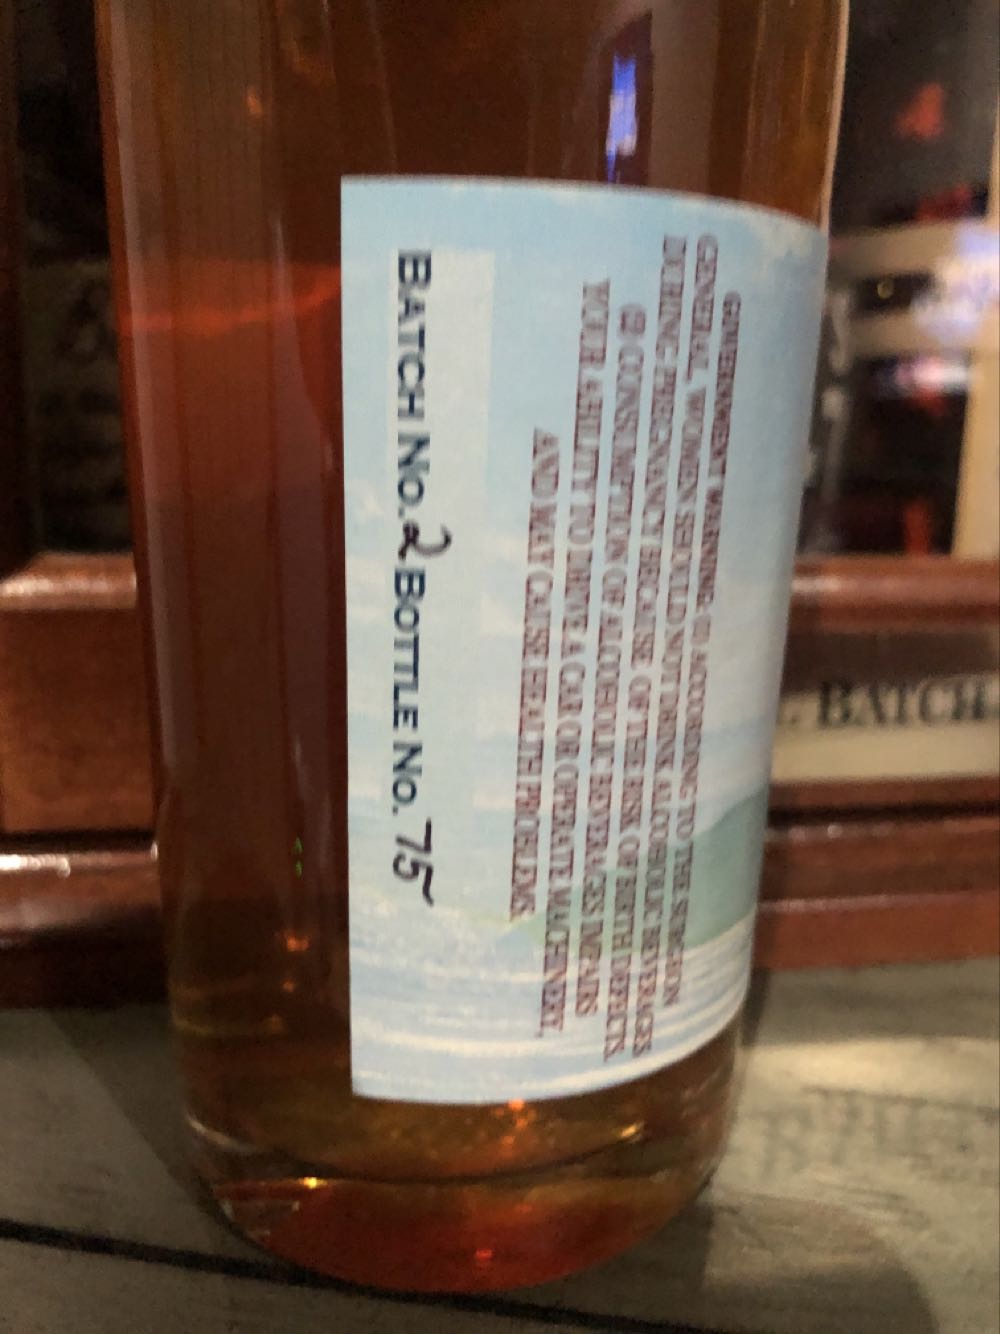 GOVERNMENT WARNING: (1) ACCORDING TO THE SURGEON
GENERAL, WOMEN SHOULD NOT DRINK ALCOHOLIC BEVERAGES
DURING PREGNANCY BECAUSE OF THE RISK OF BIRTH DEFECTS.
(2) CONSUMPTION OF ALCOHOLIC BEVERAGES IMPAIRS
YOUR ABILITY TO DRIVE A CAR OR OPERATE MACHINERY,
AND MAY CAUSE HEALTH PROBLEMS.
BATCH NO. 2 BOTTLE NO. 75
BATCH